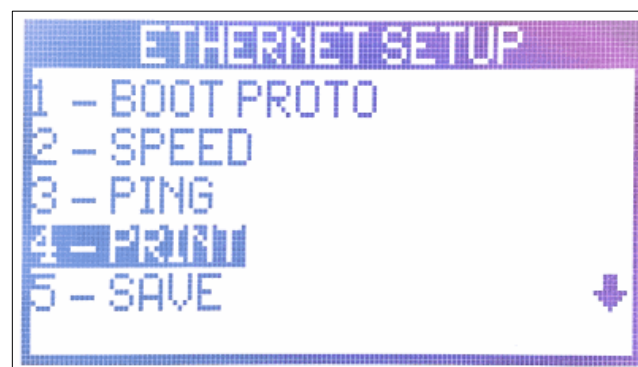 ETHERNET SETUP
1 - BOOT PROTO
2 - SPEED
3 - PING
4 - PRINT
5 - SAVE